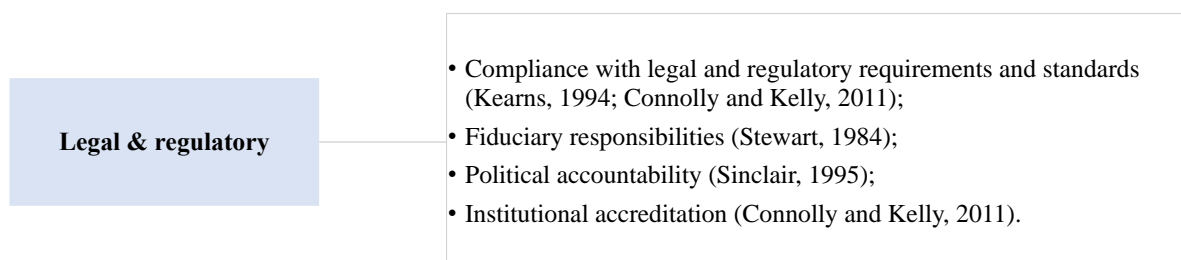 Legal & regulatory
• Compliance with legal and regulatory requirements and standards
(Kearns, 1994; Connolly and Kelly, 2011);
• Fiduciary responsibilities (Stewart, 1984);
• Political accountability (Sinclair, 1995);
• Institutional accreditation (Connolly and Kelly, 2011).